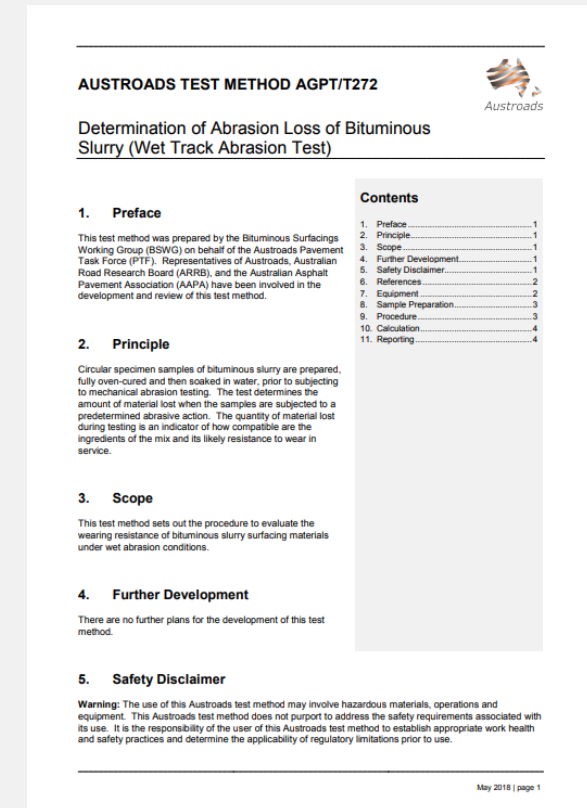 AUSTROADS TEST METHOD AGPT/T272
Austroads
Determination of Abrasion Loss of Bituminous
Slurry (Wet Track Abrasion Test)
1. Preface
This test method was prepared by the Bituminous Surfacings
Working Group (BSWG) on behalf of the Austroads Pavement
Task Force (PTF). Representatives of Austroads, Australian
Road Research Board (ARRB), and the Australian Asphalt
Pavement Association (AAPA) have been involved in the
development and review of this test method.
2. Principle
Circular specimen samples of bituminous slurry are prepared,
fully oven-cured and then soaked in water, prior to subjecting
to mechanical abrasion testing. The test determines the
amount of material lost when the samples are subjected to a
predetermined abrasive action. The quantity of material lost
during testing is an indicator of how compatible are the
ingredients of the mix and its likely resistance to wear in
service.
3. Scope
This test method sets out the procedure to evaluate the
wearing resistance of bituminous slurry surfacing materials
under wet abrasion conditions.
4. Further Development
There are no further plans for the development of this test
method.
Contents
1. Preface 1
2. Principle 1
3. Scope 1
4. Further Development 1
5. Safety Disclaimer 1
6. References 2
7. Equipment 2
8. Sample Preparation 3
9. Procedure 3
10. Calculation 4
11. Reporting 4
5. Safety Disclaimer
Warning: The use of this Austroads test method may involve hazardous materials, operations and
equipment. This Austroads test method does not purport to address the safety requirements associated with
its use. It is the responsibility of the user of this Austroads test method to establish appropriate work health
and safety practices and determine the applicability of regulatory limitations prior to use.
May 2018 | page 1